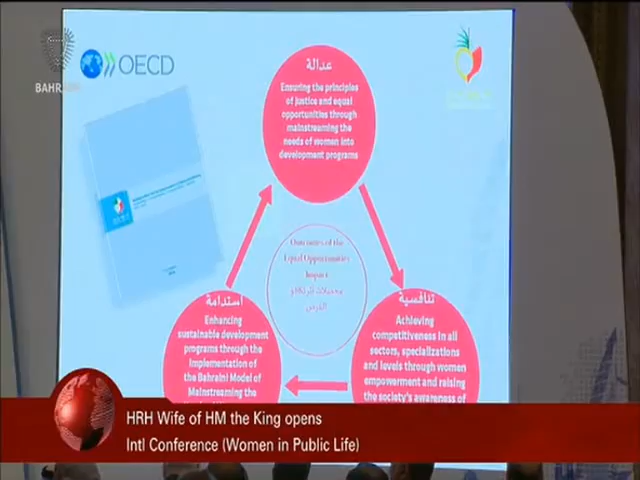 BAHRAIN
OECD
عدالة
Ensuring the principles
of justice and equal
opportunities through
mainstreaming the
needs of women into
development programs
Outcomes of the
Equal Opportunities
Impact
استدامة
Enhancing
sustainable development
programs through the
implementation of
the Bahraini Model of
Mainstreaming the
تنافسية
Achieving
competitiveness in all
sectors, specializations
and levels through women
empowerment and raising
the society's awareness of
HRH Wife of HM the King opens
Intl Conference (Women in Public Life)